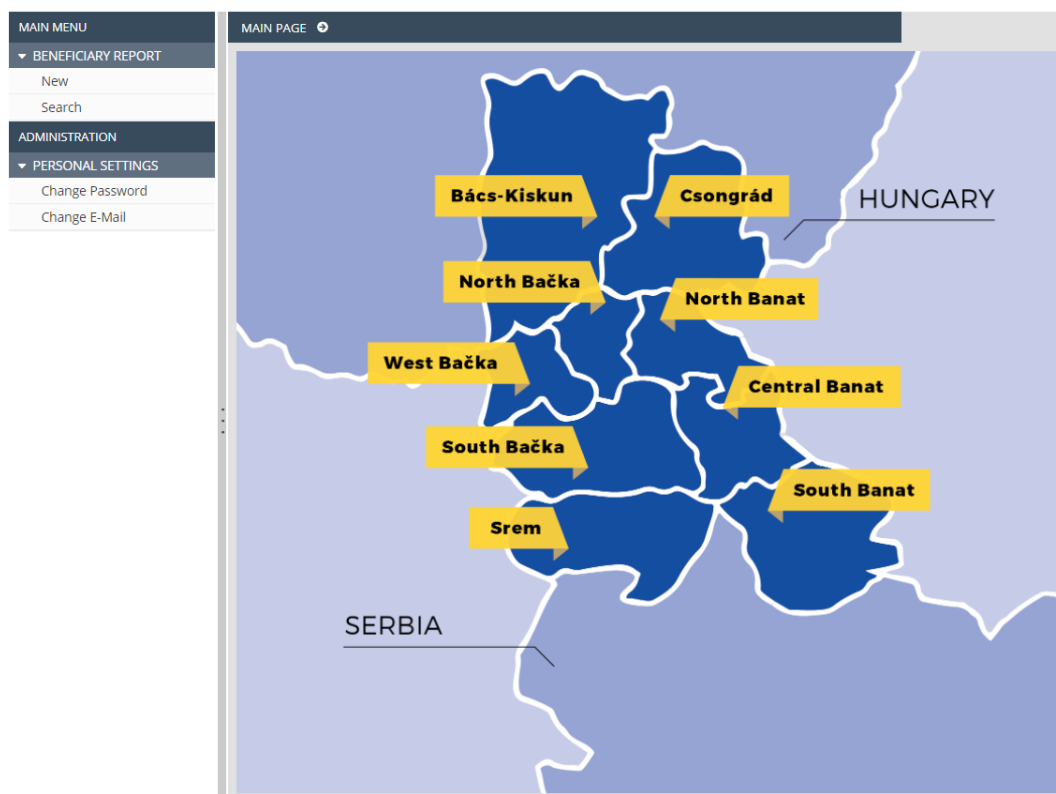 MAIN MENU
BENEFICIARY REPORT
New
Search
ADMINISTRATION
PERSONAL SETTINGS
Change Password
Change E-Mail
MAIN PAGE
Bács-Kiskun
Csongrád
HUNGARY
North Bačka
North Banat
West Bačka
Central Banat
South Bačka
South Banat
Srem
SERBIA